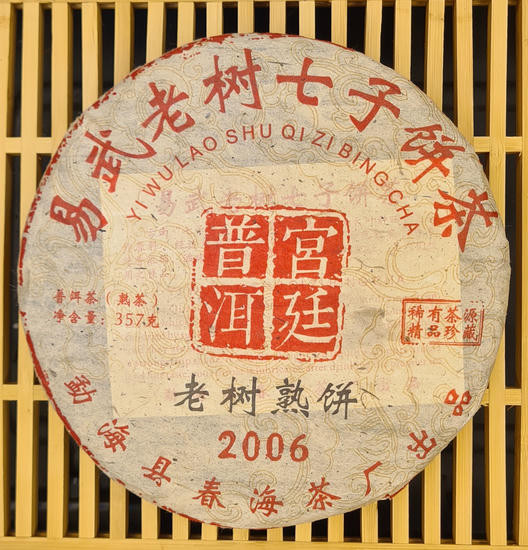 易武老树七子饼茶
YI WU LAO SHU QI ZI BING CHA
宫廷
普洱
普洱茶(熟茶)
净含量:357克
稀有茶源
精品珍藏
老树熟饼
2006
勐海县春海茶厂出品